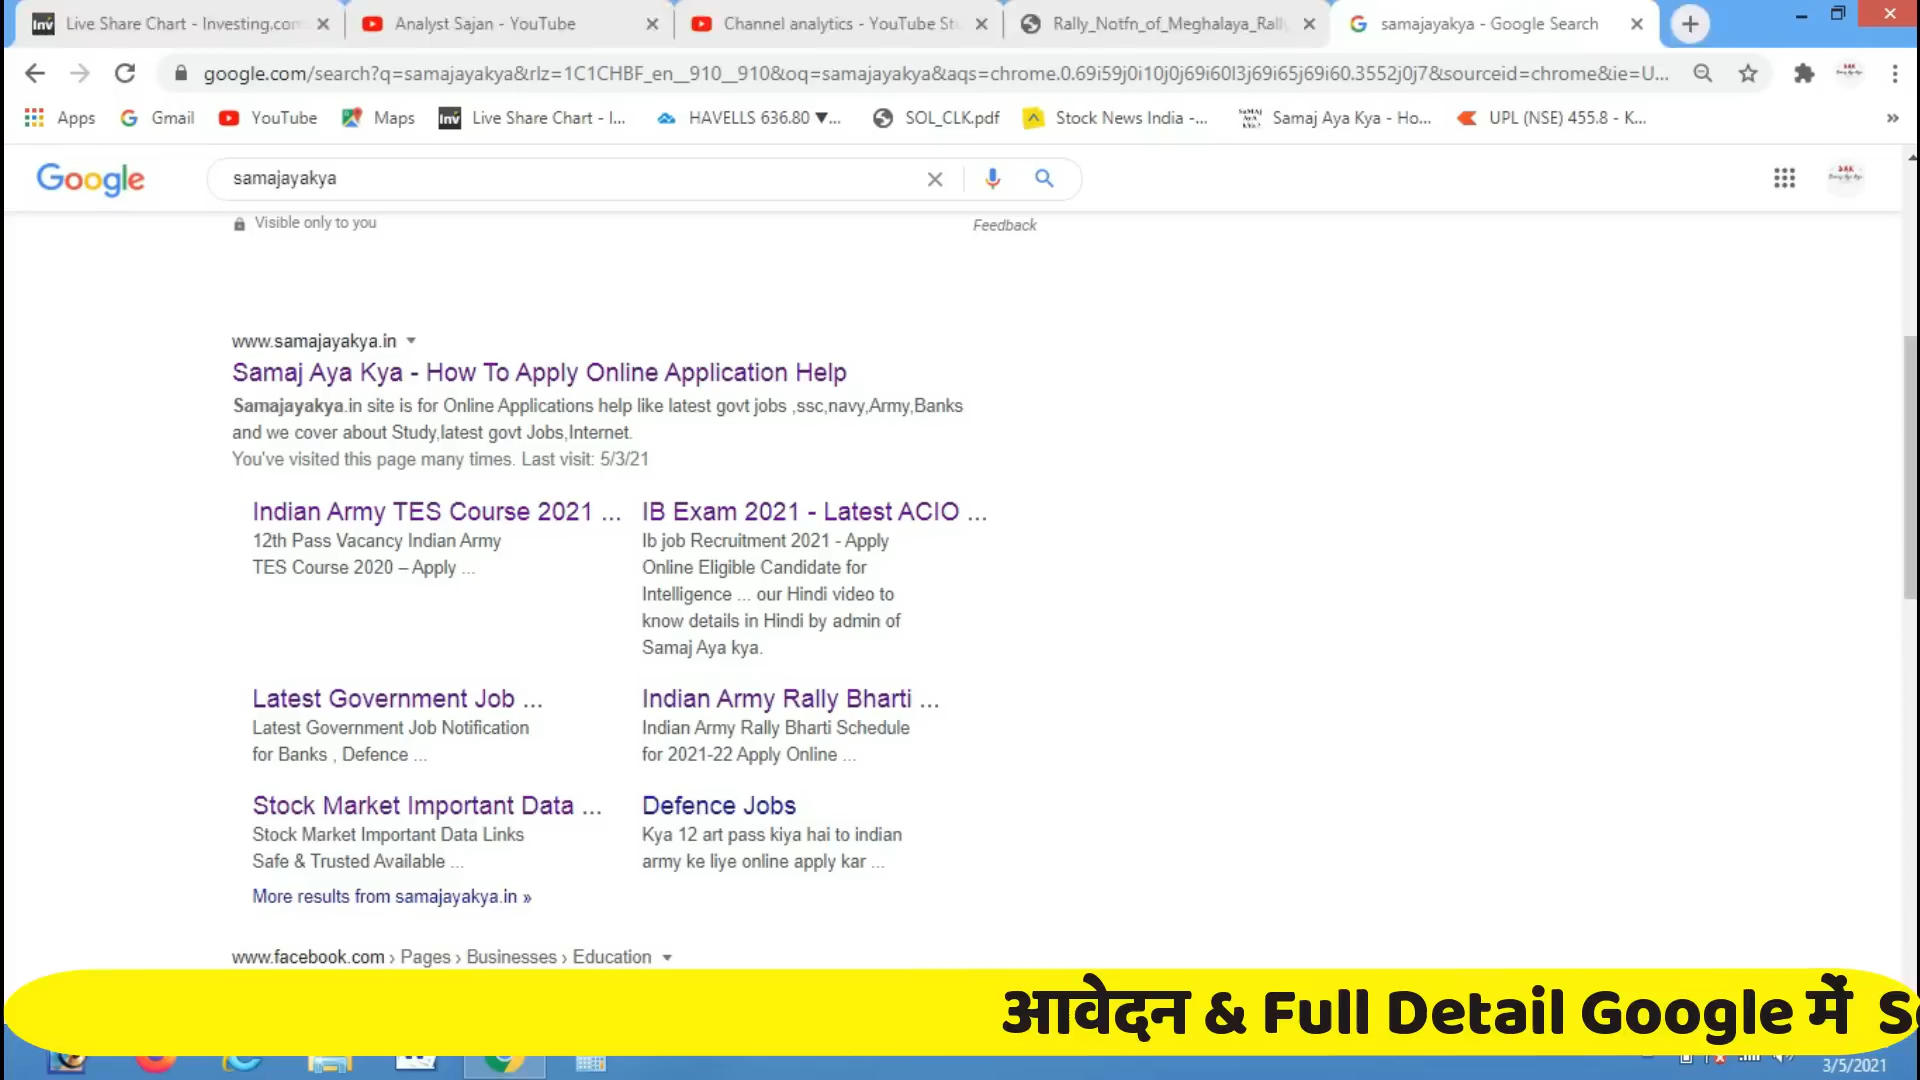 Live Share Chart - Investing.com
Analyst Sajan - YouTube
Channel analytics - YouTube St
Rally_Notfn_of_Meghalaya_Rall
samajayakya - Google Search
google.com/search?q=samajayakya&rlz=1C1CHBF_en__910__910&oq=samajayakya&aqs=chrome.0.69i59j0i10j0j69i60l3j69i65j69i60.3552j0j7&sourceid=chrome&ie=U...
Apps
Gmail
YouTube
Maps
Live Share Chart - I...
HAVELLS 636.80 ▼...
SOL_CLK.pdf
Stock News India -...
Samaj Aya Kya - Ho...
UPL (NSE) 455.8 - K...
»
Google
samajayakya
Visible only to you
Feedback
www.samajayakya.in
Samaj Aya Kya - How To Apply Online Application Help
Samajayakya.in site is for Online Applications help like latest govt jobs ,ssc,navy,Army,Banks
and we cover about Study,latest govt Jobs,Internet.
You've visited this page many times. Last visit: 5/3/21
Indian Army TES Course 2021 ...
12th Pass Vacancy Indian Army
TES Course 2020 – Apply ...
IB Exam 2021 - Latest ACIO ...
Ib job Recruitment 2021 - Apply
Online Eligible Candidate for
Intelligence ... our Hindi video to
know details in Hindi by admin of
Samaj Aya kya.
Latest Government Job ...
Latest Government Job Notification
for Banks , Defence ...
Indian Army Rally Bharti ...
Indian Army Rally Bharti Schedule
for 2021-22 Apply Online ...
Stock Market Important Data ...
Stock Market Important Data Links
Safe & Trusted Available ...
Defence Jobs
Kya 12 art pass kiya hai to indian
army ke liye online apply kar ...
More results from samajayakya.in »
www.facebook.com › Pages › Businesses › Education
आवेदन & Full Detail Google में
3/5/2021